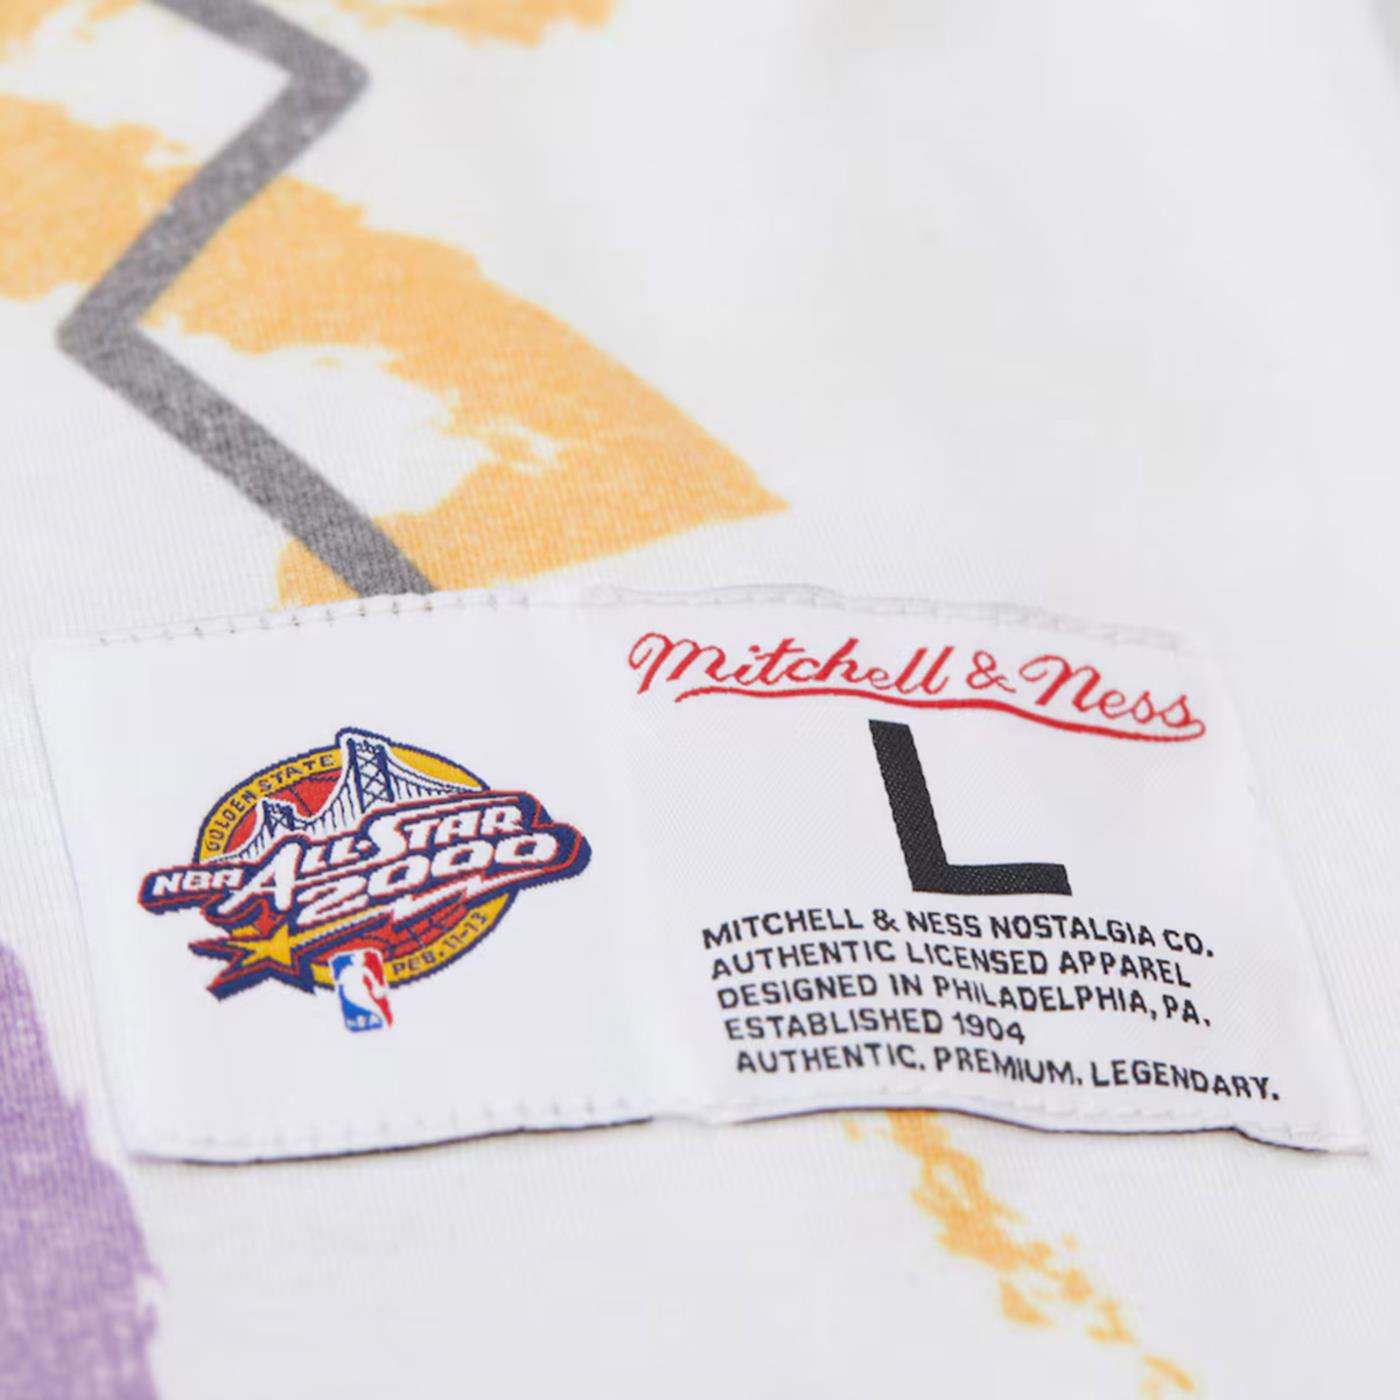 GOLDEN STATE
NBA ALL-STAR
2000
FEB. 11-13
NBA
Mitchell & Ness
L
MITCHELL & NESS NOSTALGIA CO.
AUTHENTIC LICENSED APPAREL
DESIGNED IN PHILADELPHIA, PA.
ESTABLISHED 1904
AUTHENTIC. PREMIUM. LEGENDARY.